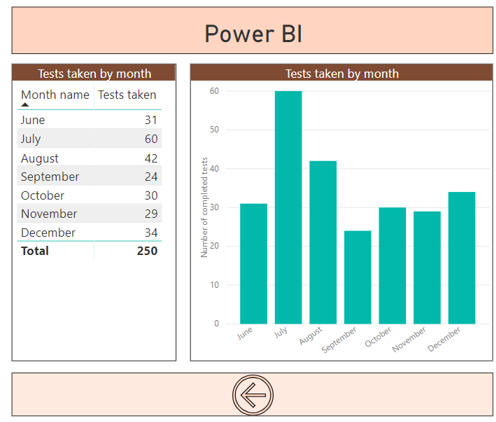 Power BI
Tests taken by month
Month name Tests taken
June 31
July 60
August 42
September 24
October 30
November 29
December 34
Total 250
Tests taken by month
Number of completed tests
60
50
40
30
20
10
0
June July August September October November December